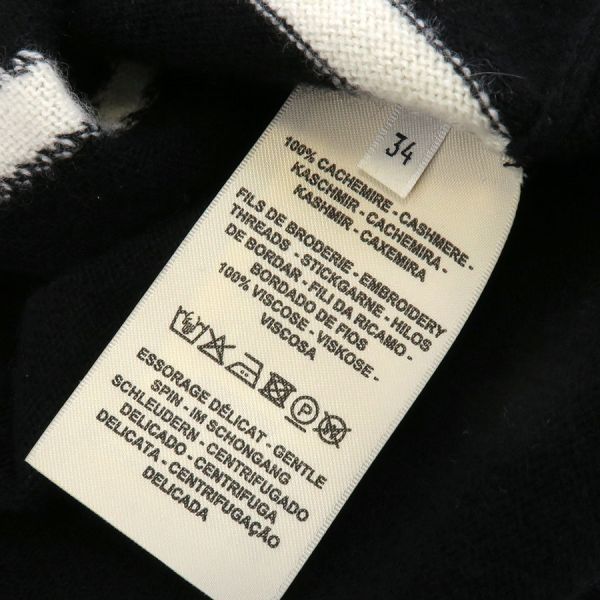 34
100% CACHEMIRE - CASHMERE -
KASCHMIR - CACHEMIRA -
KASHMIR - CAXEMIRA
FILS DE BRODERIE - EMBROIDERY
THREADS - STICKGARNE - HILOS
DE BORDAR - FILI DA RICAMO -
BORDADO DE FIOS
100% VISCOSE - VISKOSE -
VISCOSA
P
ESSORAGE DÉLICAT - GENTLE
SPIN - IM SCHONGANG
SCHLEUDERN - CENTRIFUGADO
DELICADO - CENTRIFUGA
DELICATA - CENTRIFUGAÇÃO
DELICADA